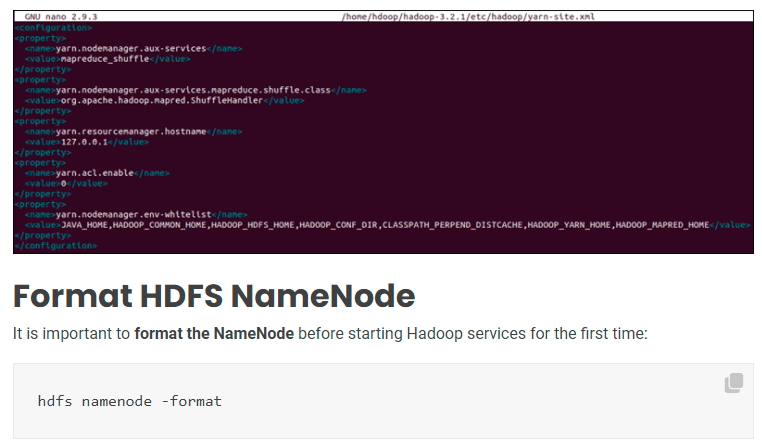 GNU nano 2.9.3 /home/hdoop/hadoop-3.2.1/etc/hadoop/yarn-site.xml
<configuration>
<property>
<name>yarn.nodemanager.aux-services</name>
<value>mapreduce_shuffle</value>
</property>
<property>
<name>yarn.nodemanager.aux-services.mapreduce.shuffle.class</name>
<value>org.apache.hadoop.mapred.ShuffleHandler</value>
</property>
<property>
<name>yarn.resourcemanager.hostname</name>
<value>127.0.0.1</value>
</property>
<property>
<name>yarn.acl.enable</name>
<value>0</value>
</property>
<property>
<name>yarn.nodemanager.env-whitelist</name>
<value>JAVA_HOME,HADOOP_COMMON_HOME,HADOOP_HDFS_HOME,HADOOP_CONF_DIR,CLASSPATH_PERPEND_DISTCACHE,HADOOP_YARN_HOME,HADOOP_MAPRED_HOME</value>
</property>
</configuration>
Format HDFS NameNode
It is important to format the NameNode before starting Hadoop services for the first time:
hdfs namenode -format